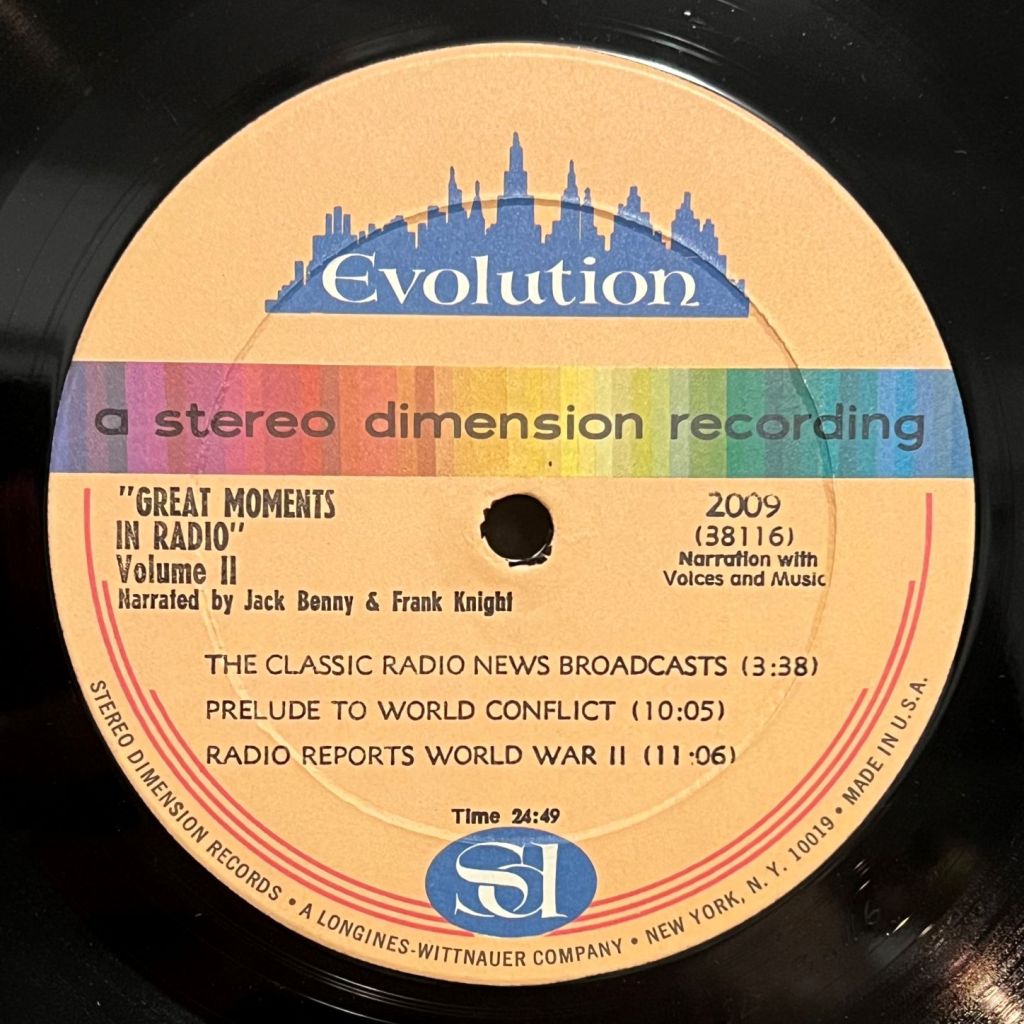 Evolution
a stereo dimension recording
"GREAT MOMENTS
IN RADIO"
Volume II
Narrated by Jack Benny & Frank Knight
2009
(38116)
Narration with
Voices and Music
THE CLASSIC RADIO NEWS BROADCASTS (3:38)
PRELUDE TO WORLD CONFLICT (10:05)
RADIO REPORTS WORLD WAR II (11:06)
Time 24:49
sd
STEREO DIMENSION RECORDS • A LONGINES-WITTNAUER COMPANY • NEW YORK, N. Y. 10019 • MADE IN U.S.A.